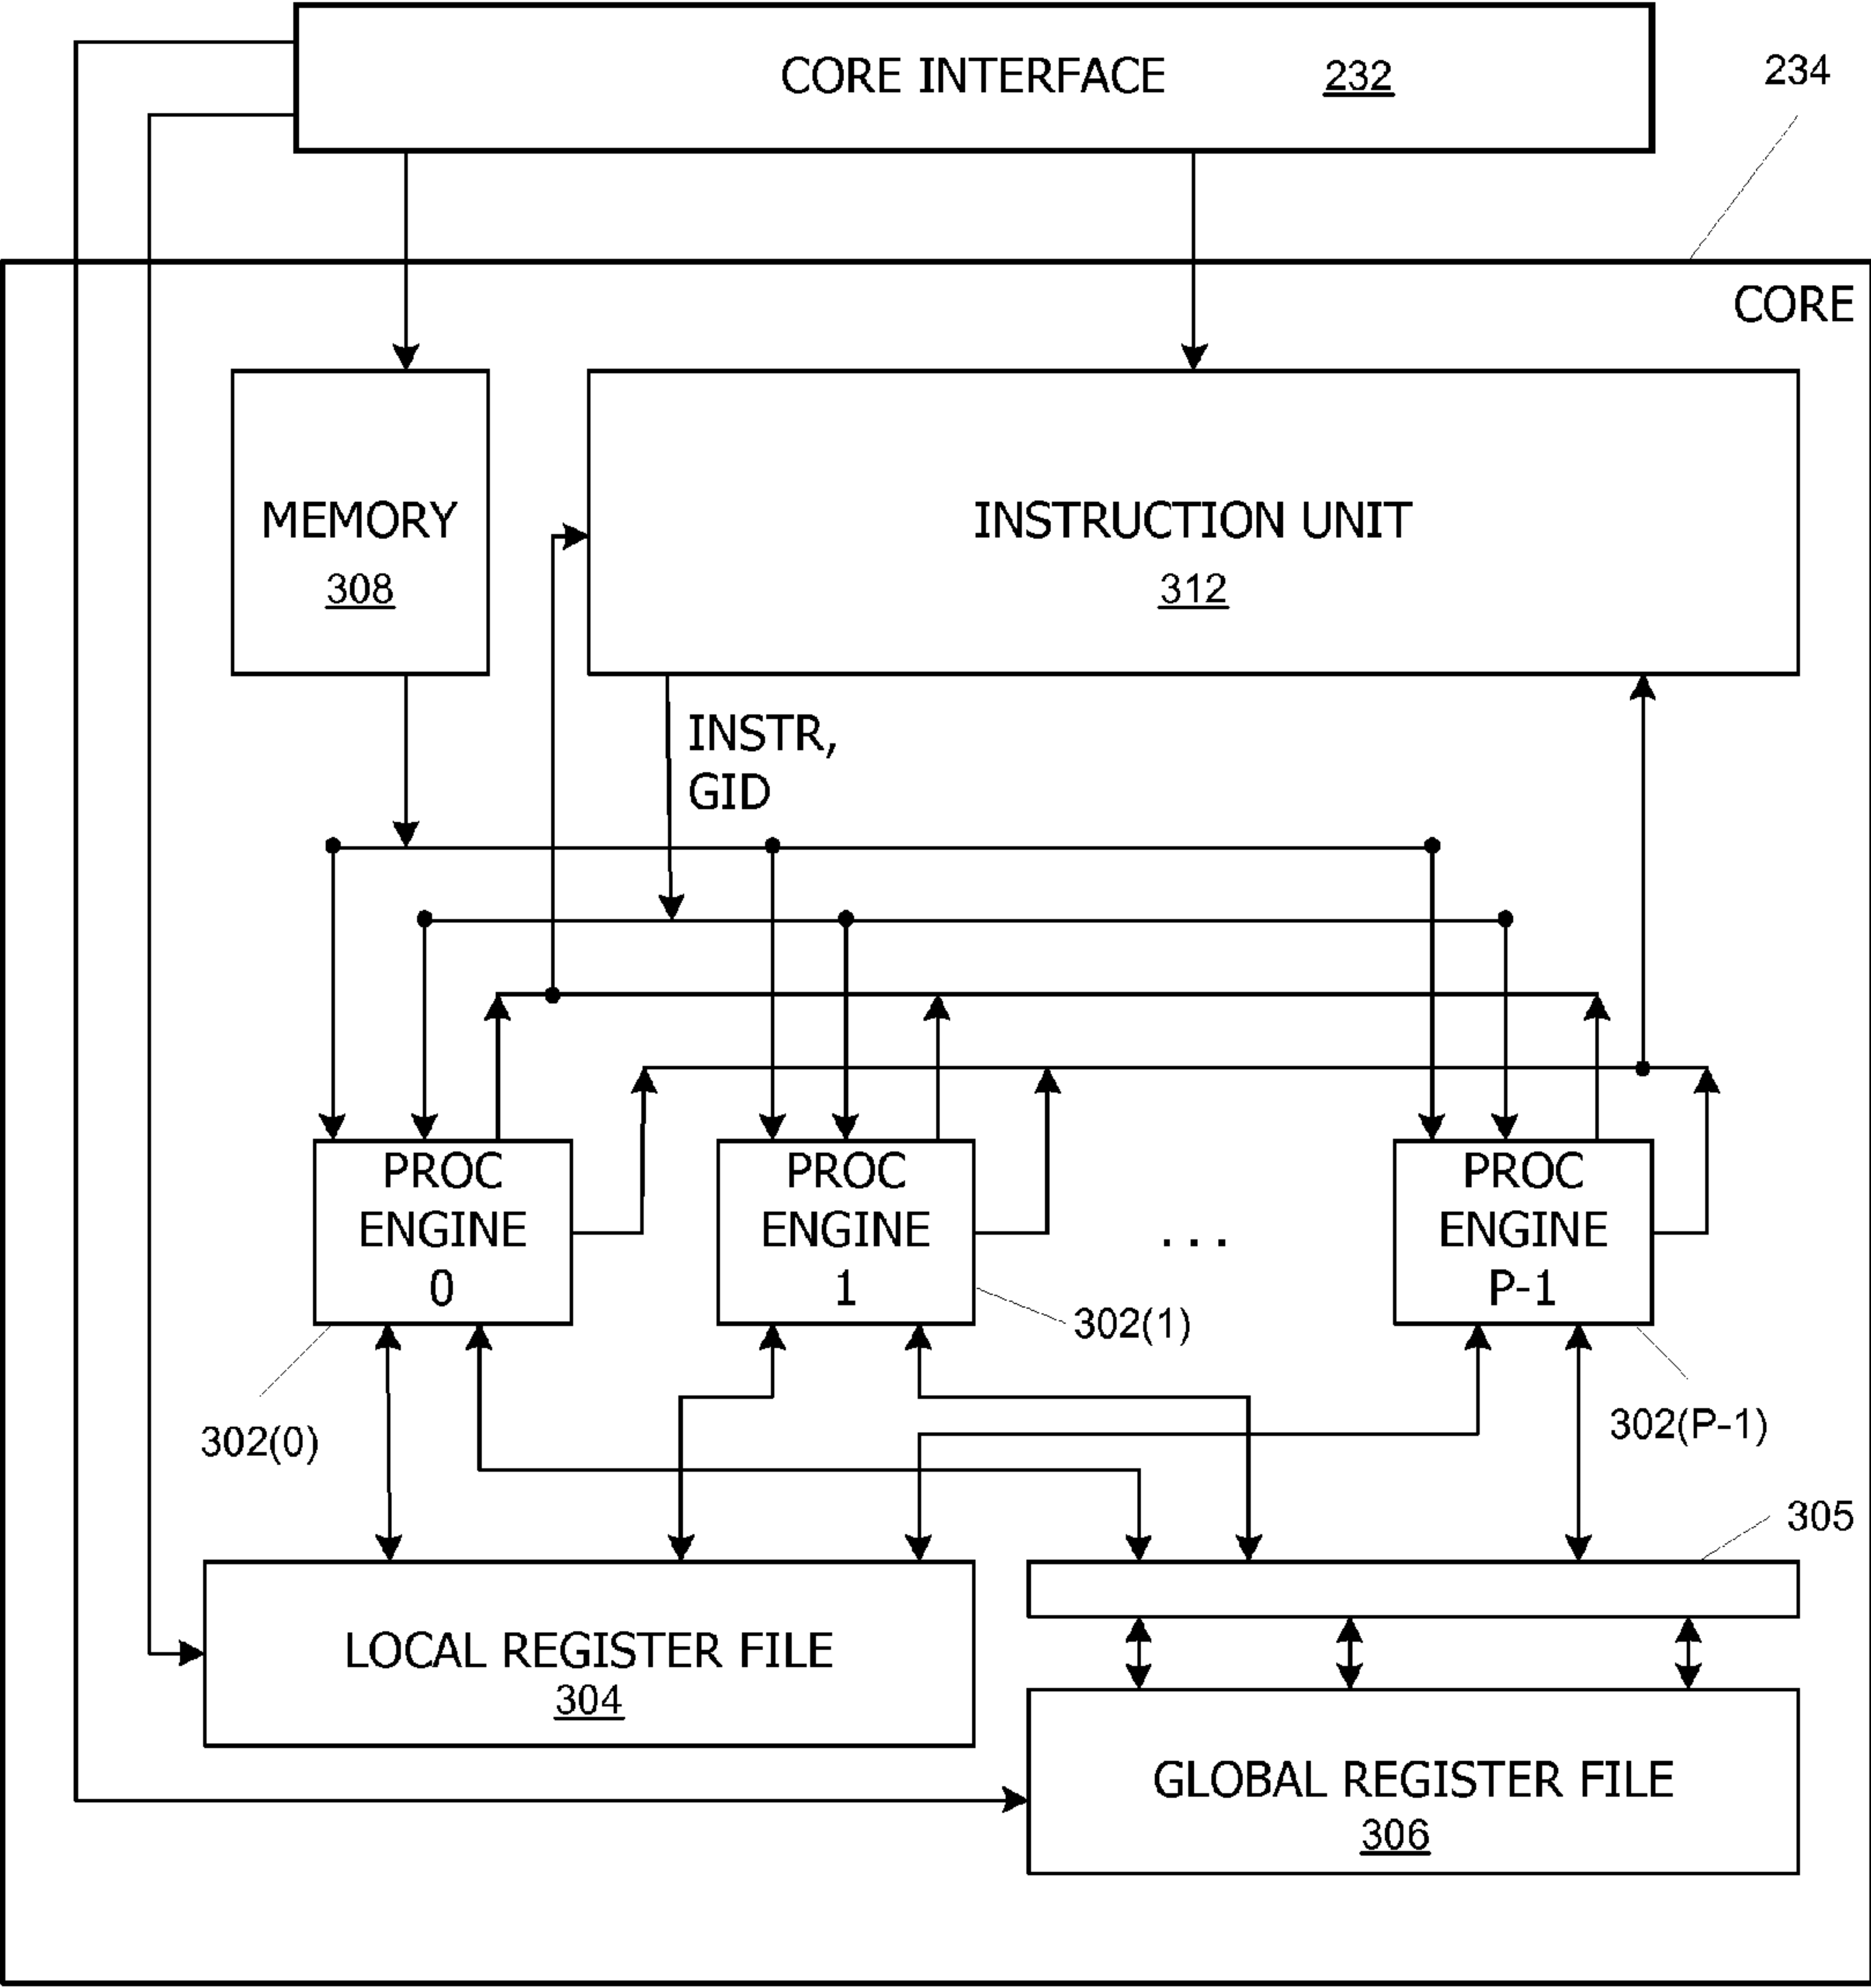 CORE INTERFACE 232
234
CORE
MEMORY
308
INSTRUCTION UNIT
312
INSTR,
GID
PROC
ENGINE
0
PROC
ENGINE
1
. . .
PROC
ENGINE
P-1
302(0)
302(1)
302(P-1)
305
LOCAL REGISTER FILE
304
GLOBAL REGISTER FILE
306